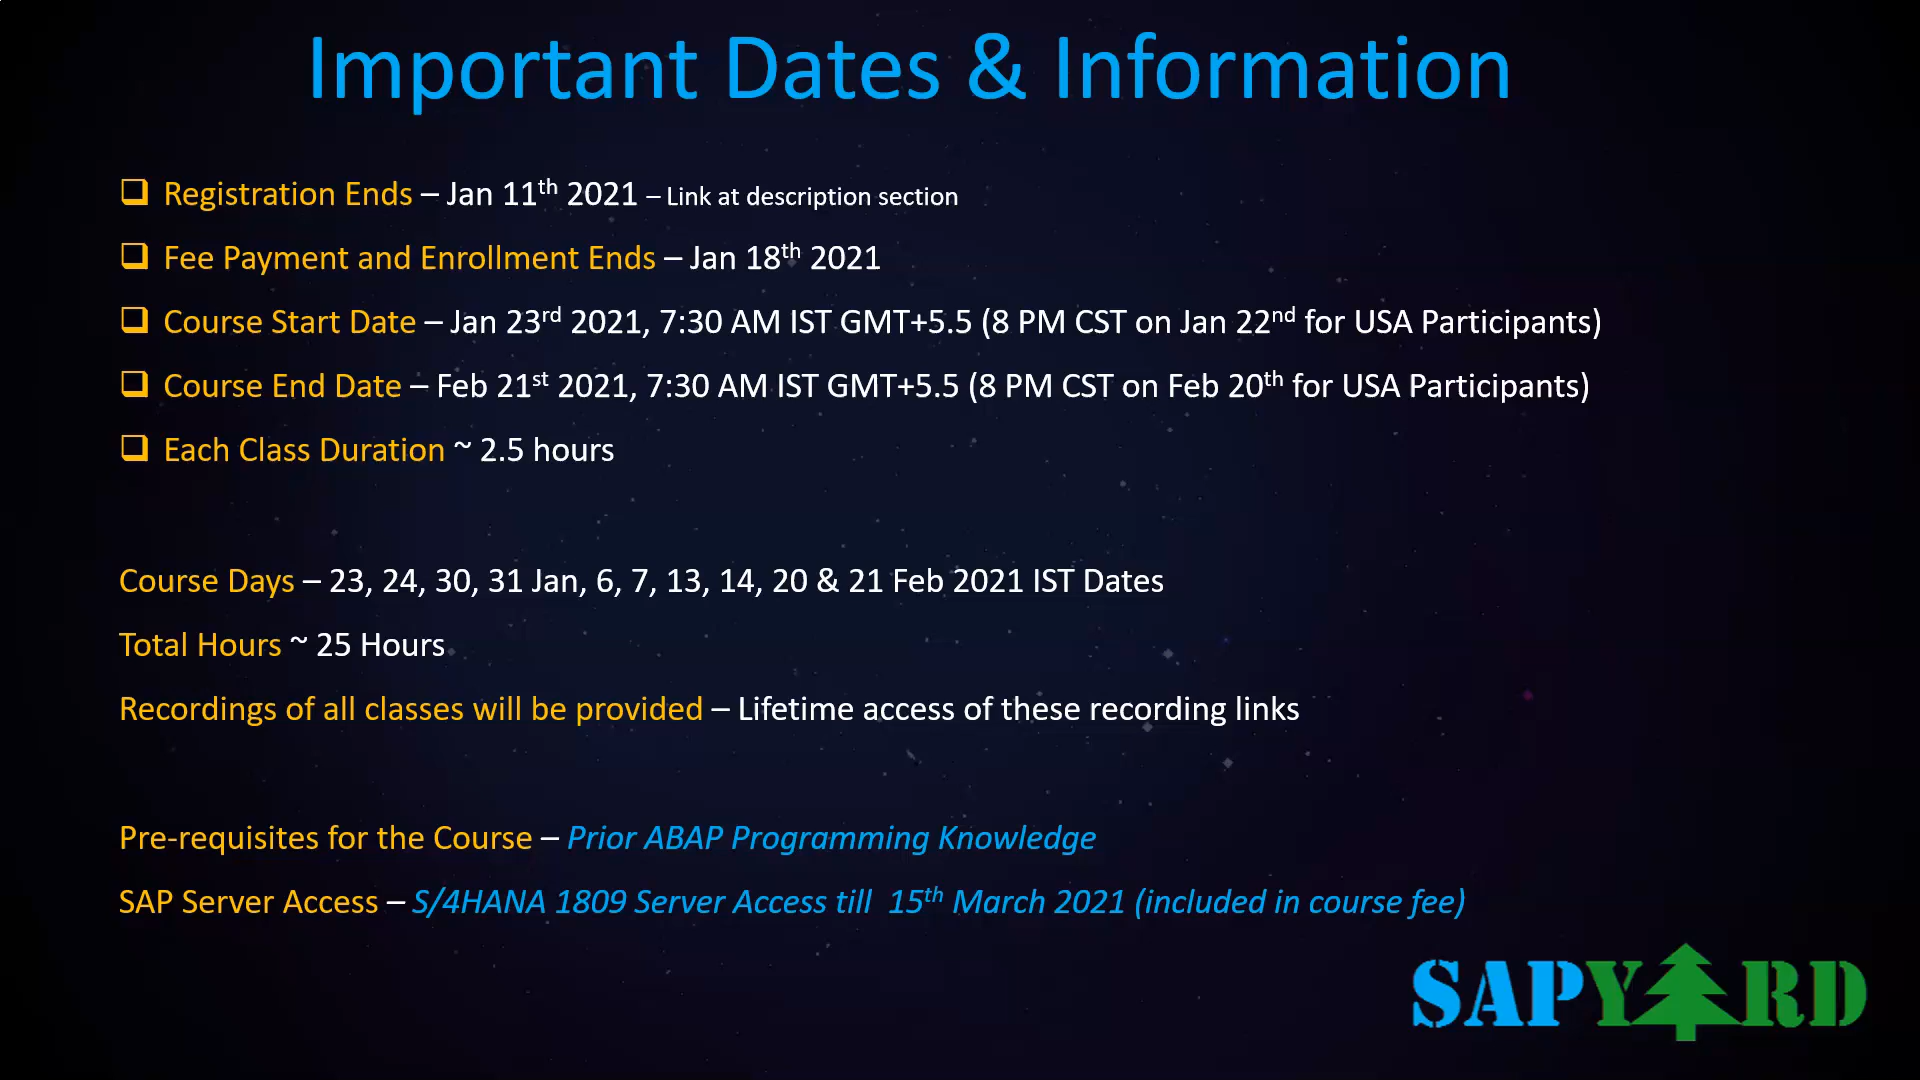 Important Dates & Information
Registration Ends – Jan 11th 2021 – Link at description section
Fee Payment and Enrollment Ends – Jan 18th 2021
Course Start Date – Jan 23rd 2021, 7:30 AM IST GMT+5.5 (8 PM CST on Jan 22nd for USA Participants)
Course End Date – Feb 21st 2021, 7:30 AM IST GMT+5.5 (8 PM CST on Feb 20th for USA Participants)
Each Class Duration ~ 2.5 hours
Course Days – 23, 24, 30, 31 Jan, 6, 7, 13, 14, 20 & 21 Feb 2021 IST Dates
Total Hours ~ 25 Hours
Recordings of all classes will be provided – Lifetime access of these recording links
Pre-requisites for the Course – Prior ABAP Programming Knowledge
SAP Server Access – S/4HANA 1809 Server Access till 15th March 2021 (included in course fee)
SAPYARD